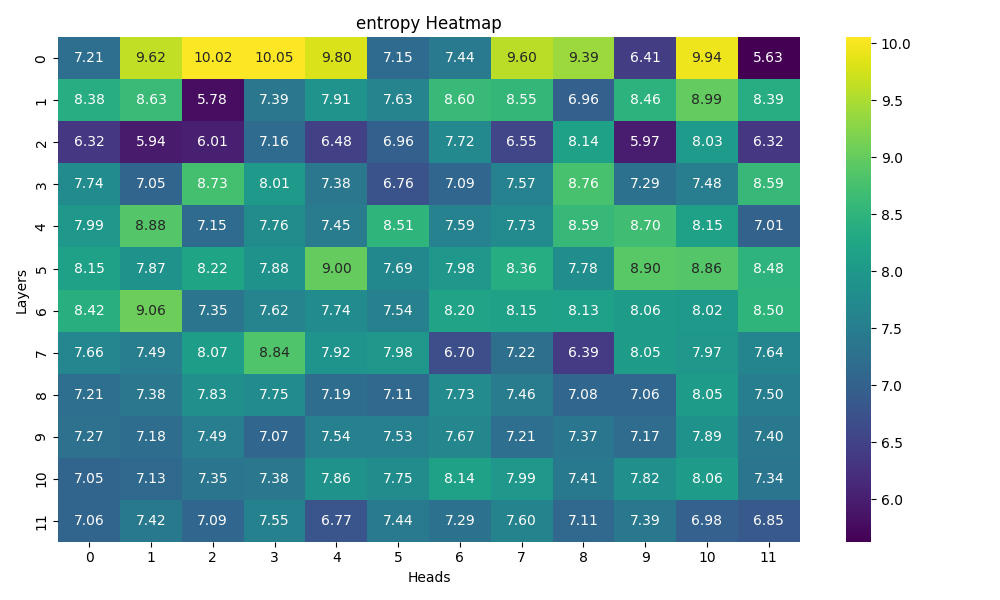 entropy Heatmap
0 7.21 9.62 10.02 10.05 9.80 7.15 7.44 9.60 9.39 6.41 9.94 5.63
1 8.38 8.63 5.78 7.39 7.91 7.63 8.60 8.55 6.96 8.46 8.99 8.39
2 6.32 5.94 6.01 7.16 6.48 6.96 7.72 6.55 8.14 5.97 8.03 6.32
3 7.74 7.05 8.73 8.01 7.38 6.76 7.09 7.57 8.76 7.29 7.48 8.59
4 7.99 8.88 7.15 7.76 7.45 8.51 7.59 7.73 8.59 8.70 8.15 7.01
5 8.15 7.87 8.22 7.88 9.00 7.69 7.98 8.36 7.78 8.90 8.86 8.48
6 8.42 9.06 7.35 7.62 7.74 7.54 8.20 8.15 8.13 8.06 8.02 8.50
7 7.66 7.49 8.07 8.84 7.92 7.98 6.70 7.22 6.39 8.05 7.97 7.64
8 7.21 7.38 7.83 7.75 7.19 7.11 7.73 7.46 7.08 7.06 8.05 7.50
9 7.27 7.18 7.49 7.07 7.54 7.53 7.67 7.21 7.37 7.17 7.89 7.40
10 7.05 7.13 7.35 7.38 7.86 7.75 8.14 7.99 7.41 7.82 8.06 7.34
11 7.06 7.42 7.09 7.55 6.77 7.44 7.29 7.60 7.11 7.39 6.98 6.85
0 1 2 3 4 5 6 7 8 9 10 11
Heads
Layers
10.0
9.5
9.0
8.5
8.0
7.5
7.0
6.5
6.0